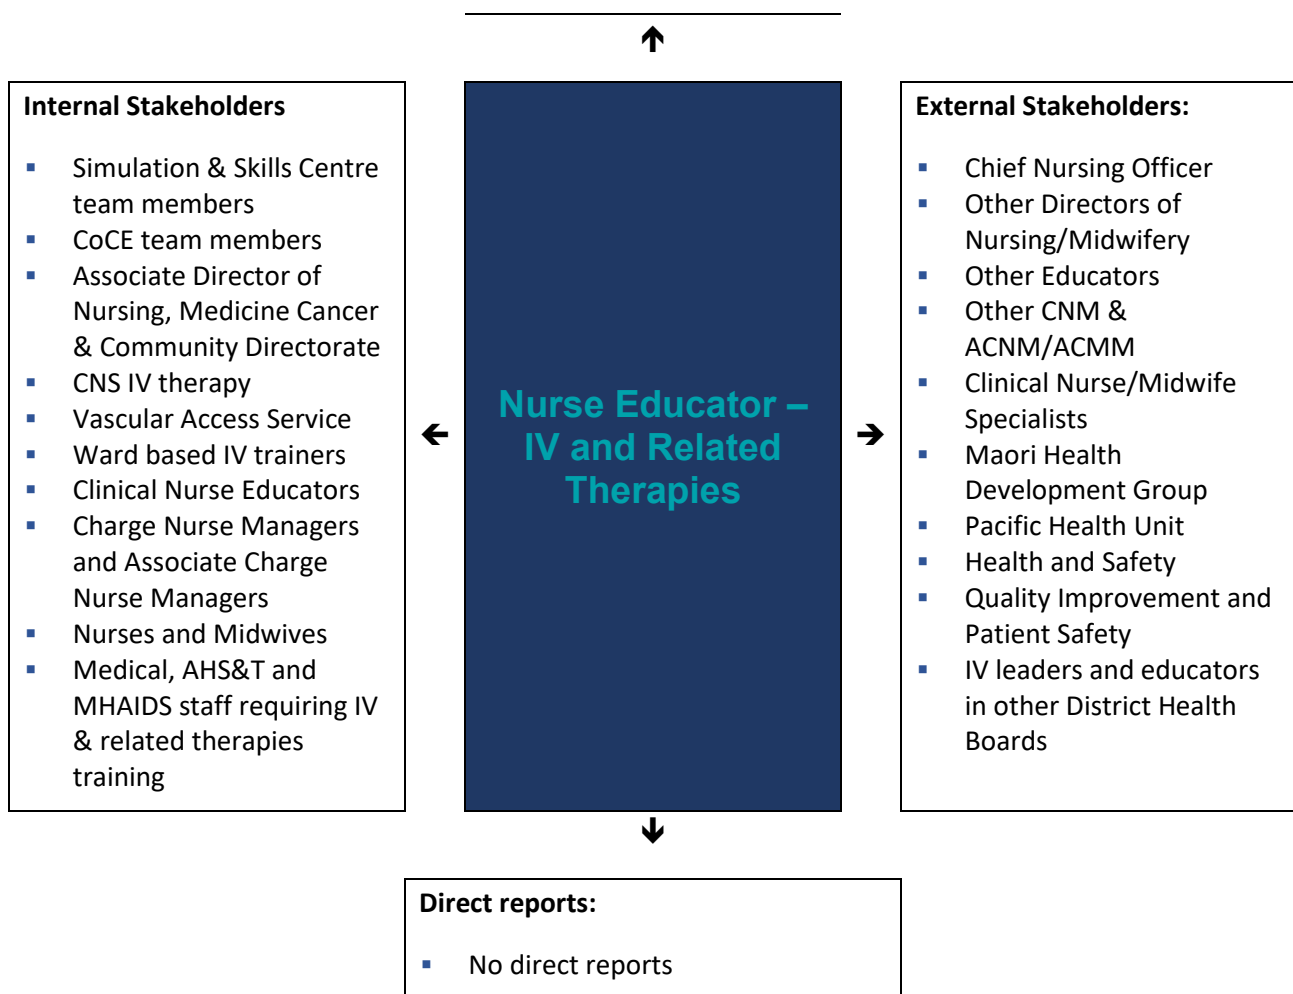 Internal Stakeholders
▪ Simulation & Skills Centre
team members
▪ CoCE team members
▪ Associate Director of
Nursing, Medicine Cancer
& Community Directorate
▪ CNS IV therapy
▪ Vascular Access Service
▪ Ward based IV trainers
▪ Clinical Nurse Educators
▪ Charge Nurse Managers
and Associate Charge
Nurse Managers
▪ Nurses and Midwives
▪ Medical, AHS&T and
MHAIDS staff requiring IV
& related therapies
training
Nurse Educator –
IV and Related
Therapies
External Stakeholders:
▪ Chief Nursing Officer
▪ Other Directors of
Nursing/Midwifery
▪ Other Educators
▪ Other CNM &
ACNM/ACMM
▪ Clinical Nurse/Midwife
Specialists
▪ Maori Health
Development Group
▪ Pacific Health Unit
▪ Health and Safety
▪ Quality Improvement and
Patient Safety
▪ IV leaders and educators
in other District Health
Boards
Direct reports:
▪ No direct reports